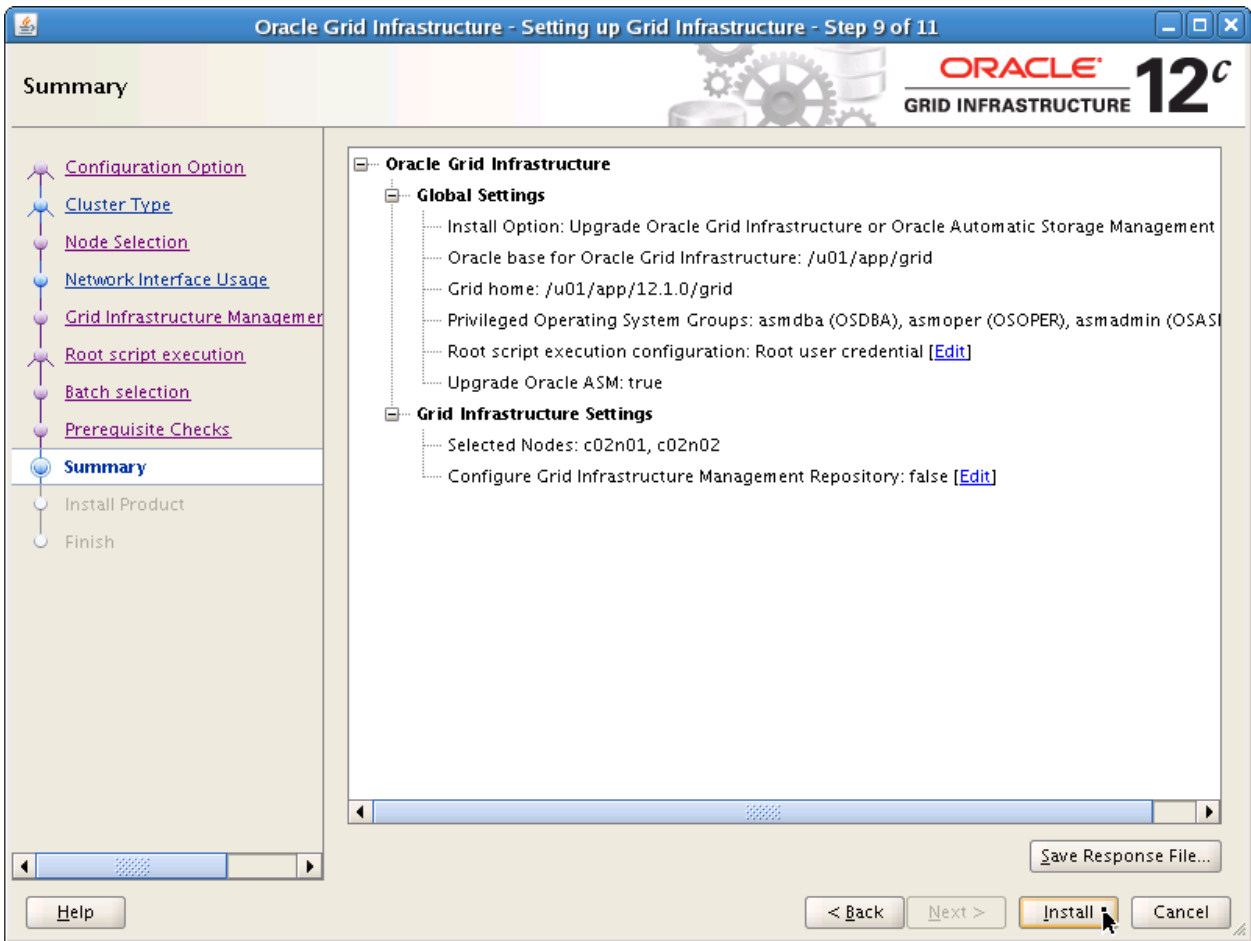 Oracle Grid Infrastructure - Setting up Grid Infrastructure - Step 9 of 11
Summary
ORACLE
GRID INFRASTRUCTURE
12c
Configuration Option
Cluster Type
Node Selection
Network Interface Usage
Grid Infrastructure Managemer
Root script execution
Batch selection
Prerequisite Checks
Summary
Install Product
Finish
Oracle Grid Infrastructure
Global Settings
Install Option: Upgrade Oracle Grid Infrastructure or Oracle Automatic Storage Management
Oracle base for Oracle Grid Infrastructure: /u01/app/grid
Grid home: /u01/app/12.1.0/grid
Privileged Operating System Groups: asmdba (OSDBA), asmoper (OSOPER), asmadmin (OSASI
Root script execution configuration: Root user credential [Edit]
Upgrade Oracle ASM: true
Grid Infrastructure Settings
Selected Nodes: c02n01, c02n02
Configure Grid Infrastructure Management Repository: false [Edit]
Save Response File...
Help
< Back
Next >
Install
Cancel